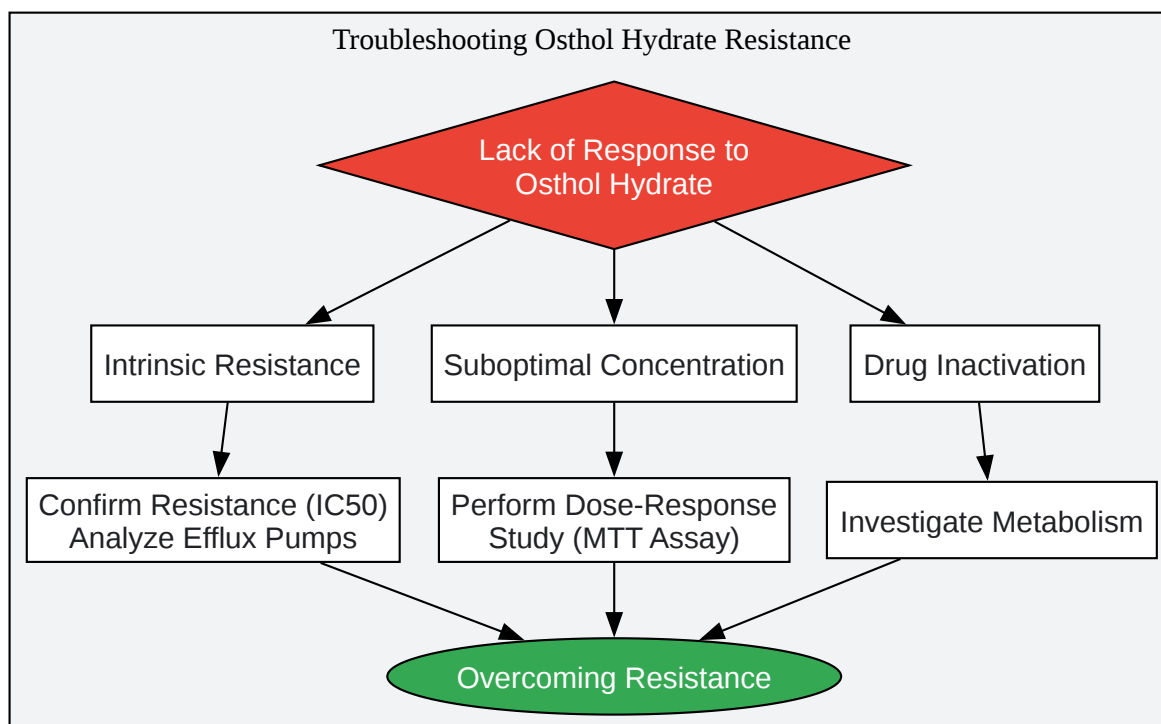 Troubleshooting Osthol Hydrate Resistance
Lack of Response to
Osthol Hydrate
Intrinsic Resistance
Suboptimal Concentration
Drug Inactivation
Confirm Resistance (IC50)
Analyze Efflux Pumps
Perform Dose-Response
Study (MTT Assay)
Investigate Metabolism
Overcoming Resistance